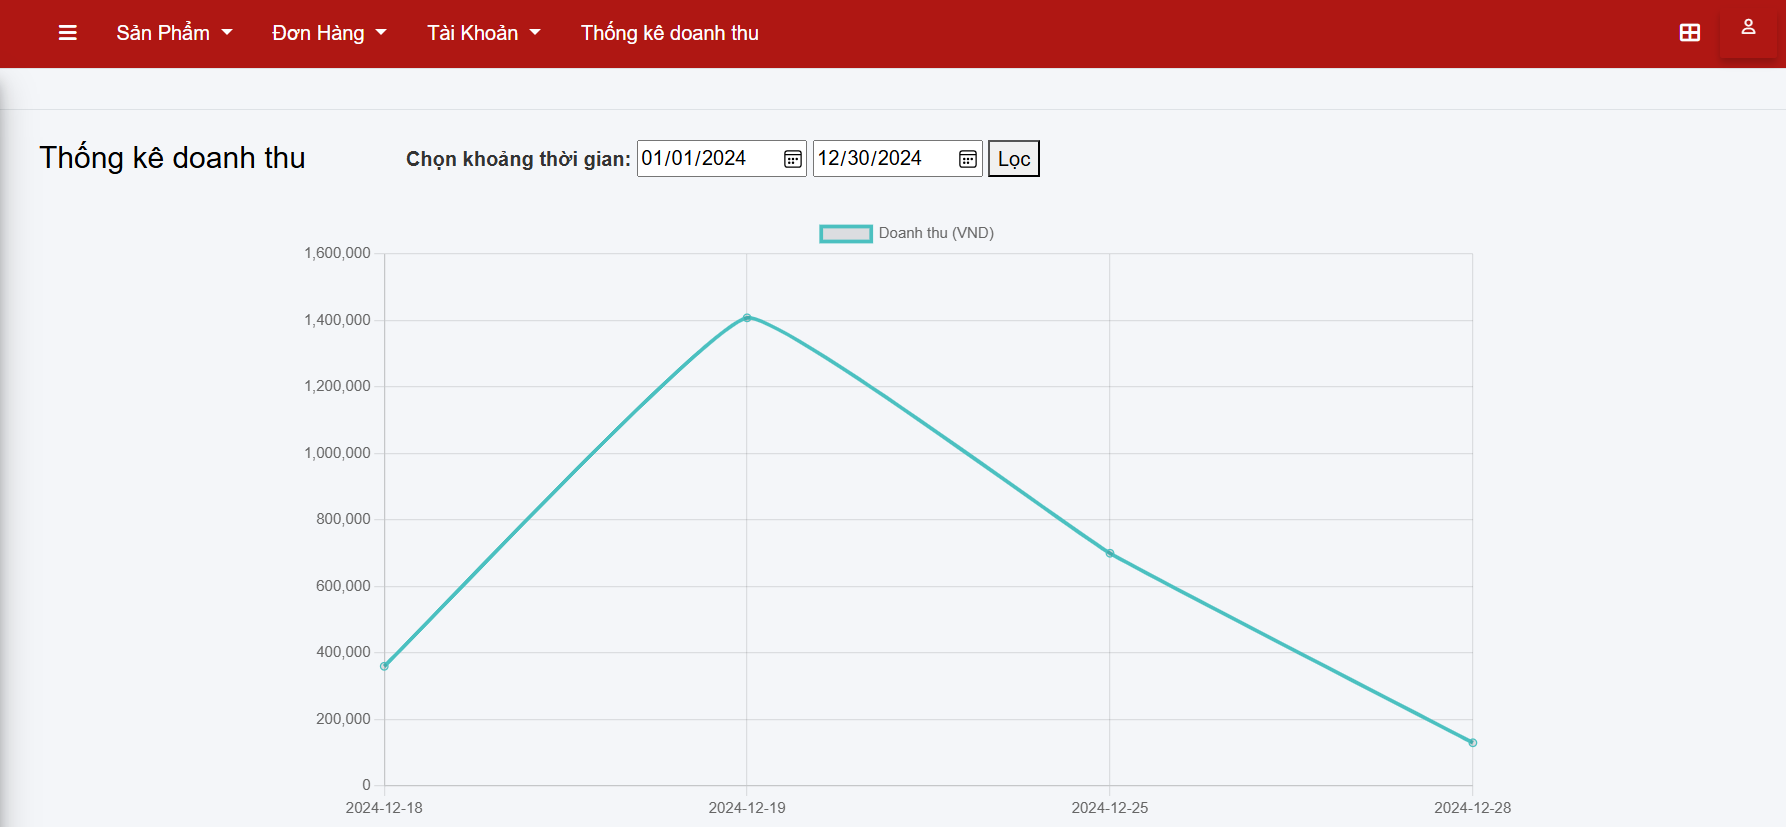 Sản Phẩm Đơn Hàng Tài Khoản Thống kê doanh thu
Thống kê doanh thu Chọn khoảng thời gian: 01/01/2024 12/30/2024 Lọc
Doanh thu (VND)
1,600,000
1,400,000
1,200,000
1,000,000
800,000
600,000
400,000
200,000
0
2024-12-18 2024-12-19 2024-12-25 2024-12-28